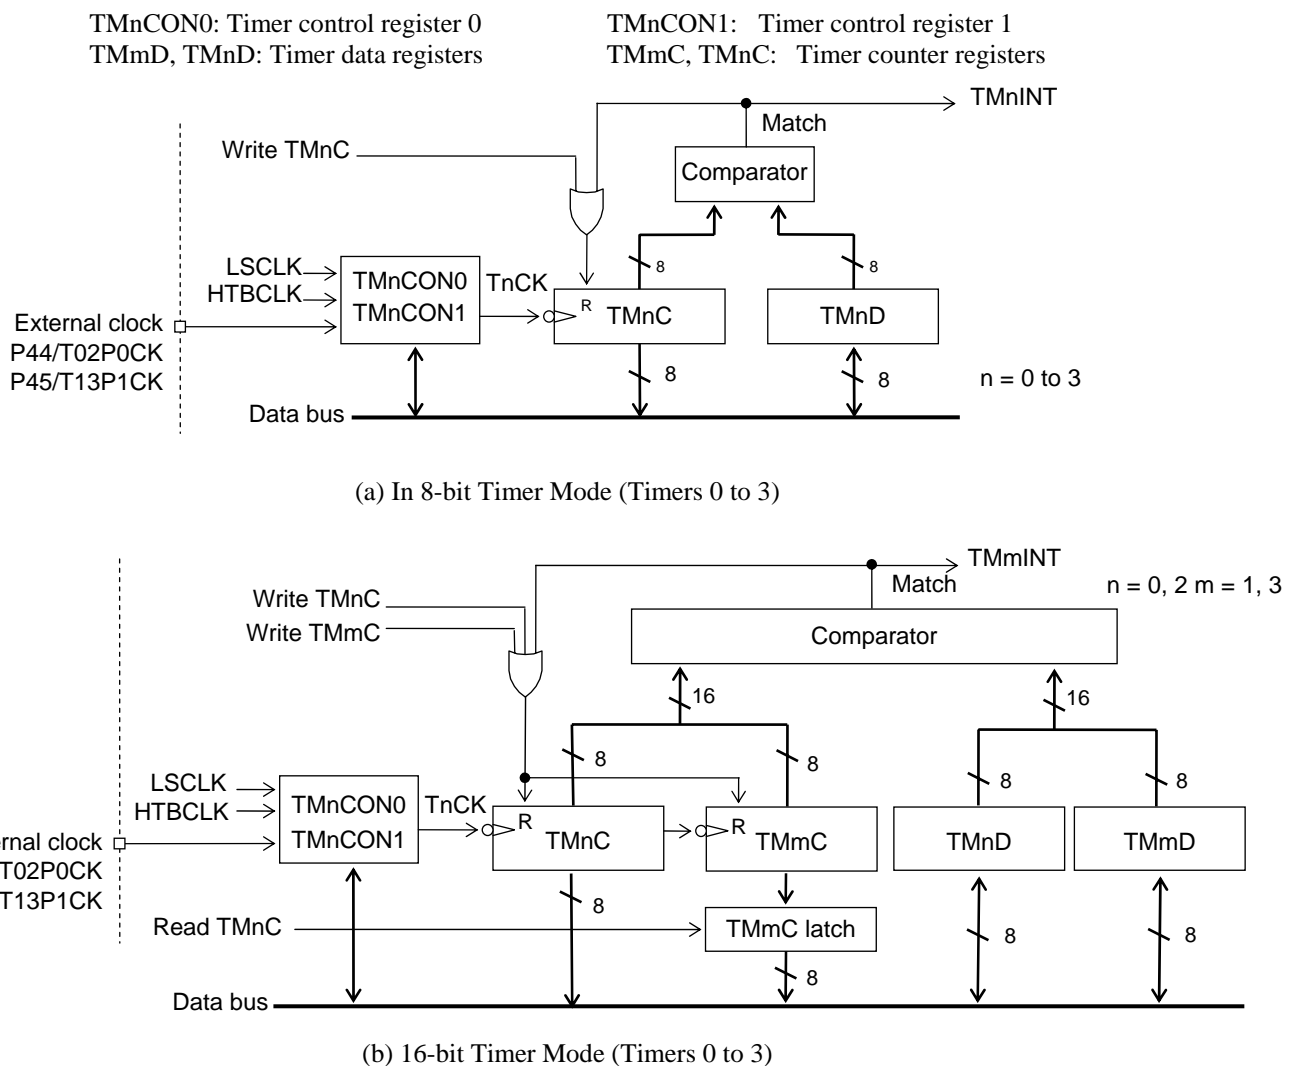 TMnCON0: Timer control register 0 TMnCON1: Timer control register 1
TMmD, TMnD: Timer data registers TMmC, TMnC: Timer counter registers
TMnINT
Match
Write TMnC
Comparator
8 8
LSCLK
HTBCLK
TMnCON0
TMnCON1
TnCK
R
TMnC
TMnD
External clock
P44/T02P0CK
P45/T13P1CK
8 8
n = 0 to 3
Data bus
(a) In 8-bit Timer Mode (Timers 0 to 3)
TMmINT
Match
n = 0, 2 m = 1, 3
Write TMnC
Write TMmC
Comparator
16 16
8 8 8 8
LSCLK
HTBCLK
TMnCON0
TMnCON1
TnCK
R
TMnC
R
TMmC
TMnD
TMmD
ernal clock
T02P0CK
T13P1CK
8
Read TMnC
TMmC latch
8 8
8
Data bus
(b) 16-bit Timer Mode (Timers 0 to 3)